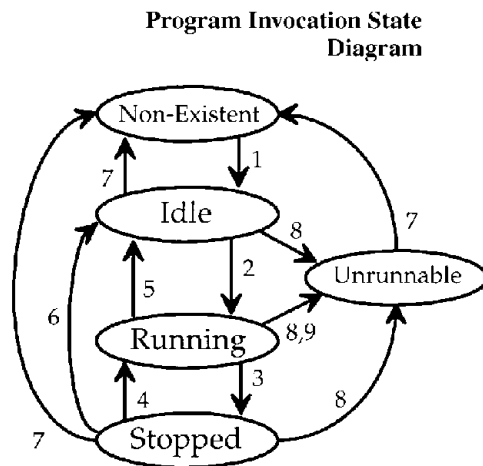 Program Invocation State
Diagram
Non-Existent
7
1
Idle
8
7
2
Unrunnable
5
6
Running
8,9
4
3
8
7
Stopped